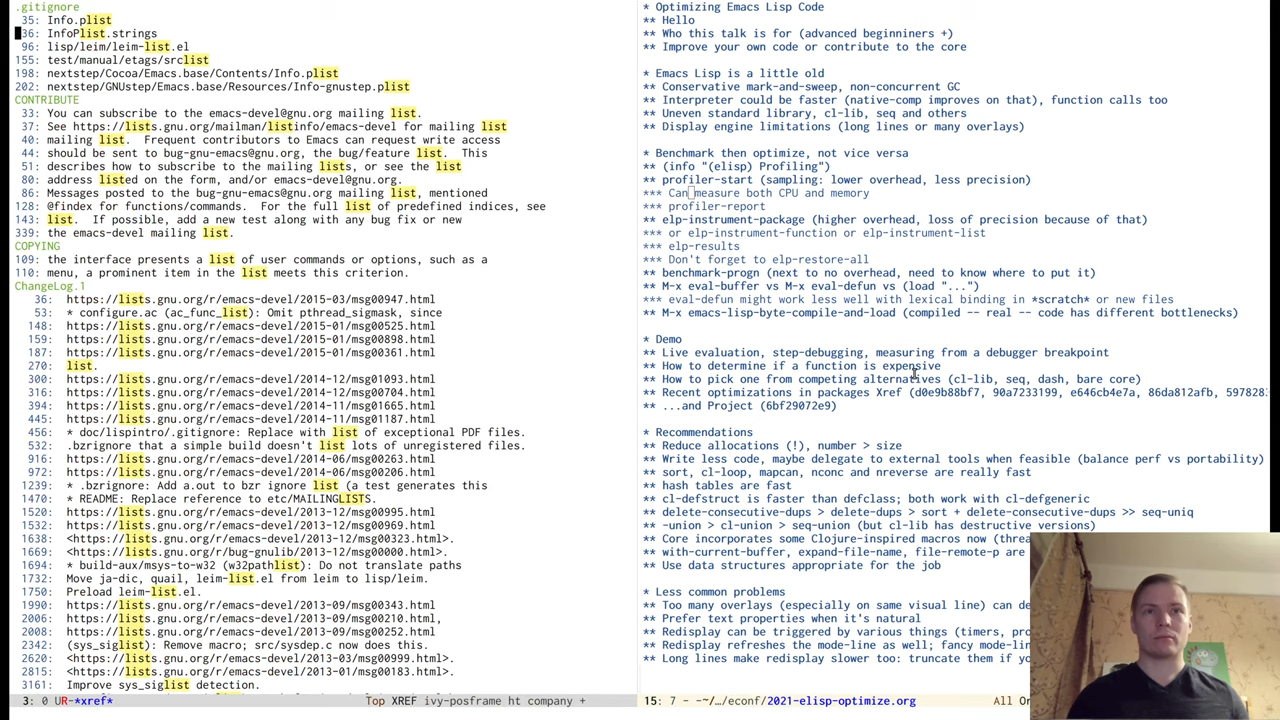 .gitignore
35: Info.plist
36: InfoPlist.strings
96: lisp/leim/leim-list.el
155: test/manual/etags/srclist
198: nextstep/Cocoa/Emacs.base/Contents/Info.plist
202: nextstep/GNUstep/Emacs.base/Resources/Info-gnustep.plist
CONTRIBUTE
33: You can subscribe to the emacs-devel@gnu.org mailing list.
37: See https://lists.gnu.org/mailman/listinfo/emacs-devel for mailing list
40: mailing list.  Frequent contributors to Emacs can request write access
44: should be sent to bug-gnu-emacs@gnu.org, the bug/feature list.  This
51: describes how to subscribe to the mailing lists, or see the list
80: address listed on the form, and/or emacs-devel@gnu.org.
86: Messages posted to the bug-gnu-emacs@gnu.org mailing list, mentioned
128: @findex for functions/commands.  For the full list of predefined indices, see
143: list.  If possible, add a new test along with any bug fix or new
339: the emacs-devel mailing list.
COPYING
109: the interface presents a list of user commands or options, such as a
110: menu, a prominent item in the list meets this criterion.
ChangeLog.1
36: https://lists.gnu.org/r/emacs-devel/2015-03/msg00947.html
53: * configure.ac (ac_func_list): Omit pthread_sigmask, since
148: https://lists.gnu.org/r/emacs-devel/2015-01/msg00525.html
159: https://lists.gnu.org/r/emacs-devel/2015-01/msg00898.html
187: https://lists.gnu.org/r/emacs-devel/2015-01/msg00361.html
270: list.
300: https://lists.gnu.org/r/emacs-devel/2014-12/msg01093.html
316: https://lists.gnu.org/r/emacs-devel/2014-12/msg00704.html
394: https://lists.gnu.org/r/emacs-devel/2014-11/msg01665.html
445: https://lists.gnu.org/r/emacs-devel/2014-11/msg01187.html
456: * doc/lispintro/.gitignore: Replace with list of exceptional PDF files.
532: .bzrignore that a simple build doesn't list lots of unregistered files.
916: https://lists.gnu.org/r/emacs-devel/2014-06/msg00263.html
972: https://lists.gnu.org/r/emacs-devel/2014-06/msg00206.html
1239: * .bzrignore: Add a.out to bzr ignore list (a test generates this
1470: * README: Replace reference to etc/MAILINGLISTS.
1520: https://lists.gnu.org/r/emacs-devel/2013-12/msg00995.html
1532: https://lists.gnu.org/r/emacs-devel/2013-12/msg00969.html
1638: <https://lists.gnu.org/r/emacs-devel/2013-12/msg00323.html>.
1669: <https://lists.gnu.org/r/bug-gnulib/2013-12/msg00000.html>.
1694: * build-aux/msys-to-w32 (w32pathlist): Do not translate paths
1732: Move ja-dic, quail, leim-list.el from leim to lisp/leim.
1750: Preload leim-list.el.
1990: https://lists.gnu.org/r/emacs-devel/2013-09/msg00343.html
2006: https://lists.gnu.org/r/emacs-devel/2013-09/msg00210.html,
2008: https://lists.gnu.org/r/emacs-devel/2013-09/msg00252.html
2342: (sys_siglist): Remove macro; src/sysdep.c now does this.
2620: <https://lists.gnu.org/r/emacs-devel/2013-03/msg00999.html>
2815: https://lists.gnu.org/r/emacs-devel/2013-01/msg00183.html>
3161: Improve sys_siglist detection.
3: 0 UR-*xref* Top XREF ivy-posframe ht company +
* Optimizing Emacs Lisp Code
** Hello
** Who this talk is for (advanced beginniners +)
** Improve your own code or contribute to the core
* Emacs Lisp is a little old
** Conservative mark-and-sweep, non-concurrent GC
** Interpreter could be faster (native-comp improves on that), function calls too
** Uneven standard library, cl-lib, seq and others
** Display engine limitations (long lines or many overlays)
* Benchmark then optimize, not vice versa
** (info "(elisp) Profiling")
** profiler-start (sampling: lower overhead, less precision)
*** Can measure both CPU and memory
*** profiler-report
** elp-instrument-package (higher overhead, loss of precision because of that)
*** or elp-instrument-function or elp-instrument-list
*** elp-results
*** Don't forget to elp-restore-all
** benchmark-progn (next to no overhead, need to know where to put it)
** M-x eval-buffer vs M-x eval-defun vs (load "...")
*** eval-defun might work less well with lexical binding in *scratch* or new files
** M-x emacs-lisp-byte-compile-and-load (compiled -- real -- code has different bottlenecks)
* Demo
** Live evaluation, step-debugging, measuring from a debugger breakpoint
** How to determine if a function is expensive
** How to pick one from competing alternatives (cl-lib, seq, dash, bare core)
** Recent optimizations in packages Xref (d0e9b88bf7, 90a7233199, e646cb4e7a, 86da812afb, 597828
** ...and Project (6bf29072e9)
* Recommendations
** Reduce allocations (!), number > size
** Write less code, maybe delegate to external tools when feasible (balance perf vs portability)
** sort, cl-loop, mapcan, nconc and nreverse are really fast
** hash tables are fast
** cl-defstruct is faster than defclass; both work with cl-defgeneric
** delete-consecutive-dups > delete-dups > sort + delete-consecutive-dups >> seq-uniq
** -union > cl-union > seq-union (but cl-lib has destructive versions)
** Core incorporates some Clojure-inspired macros now (threa
** with-current-buffer, expand-file-name, file-remote-p are
** Use data structures appropriate for the job
* Less common problems
** Too many overlays (especially on same visual line) can de
** Prefer text properties when it's natural
** Redisplay can be triggered by various things (timers, pro
** Redisplay refreshes the mode-line as well; fancy mode-lin
** Long lines make redisplay slower too: truncate them if yo
15: 7 - -~/…/econf/2021-elisp-optimize.org All Or